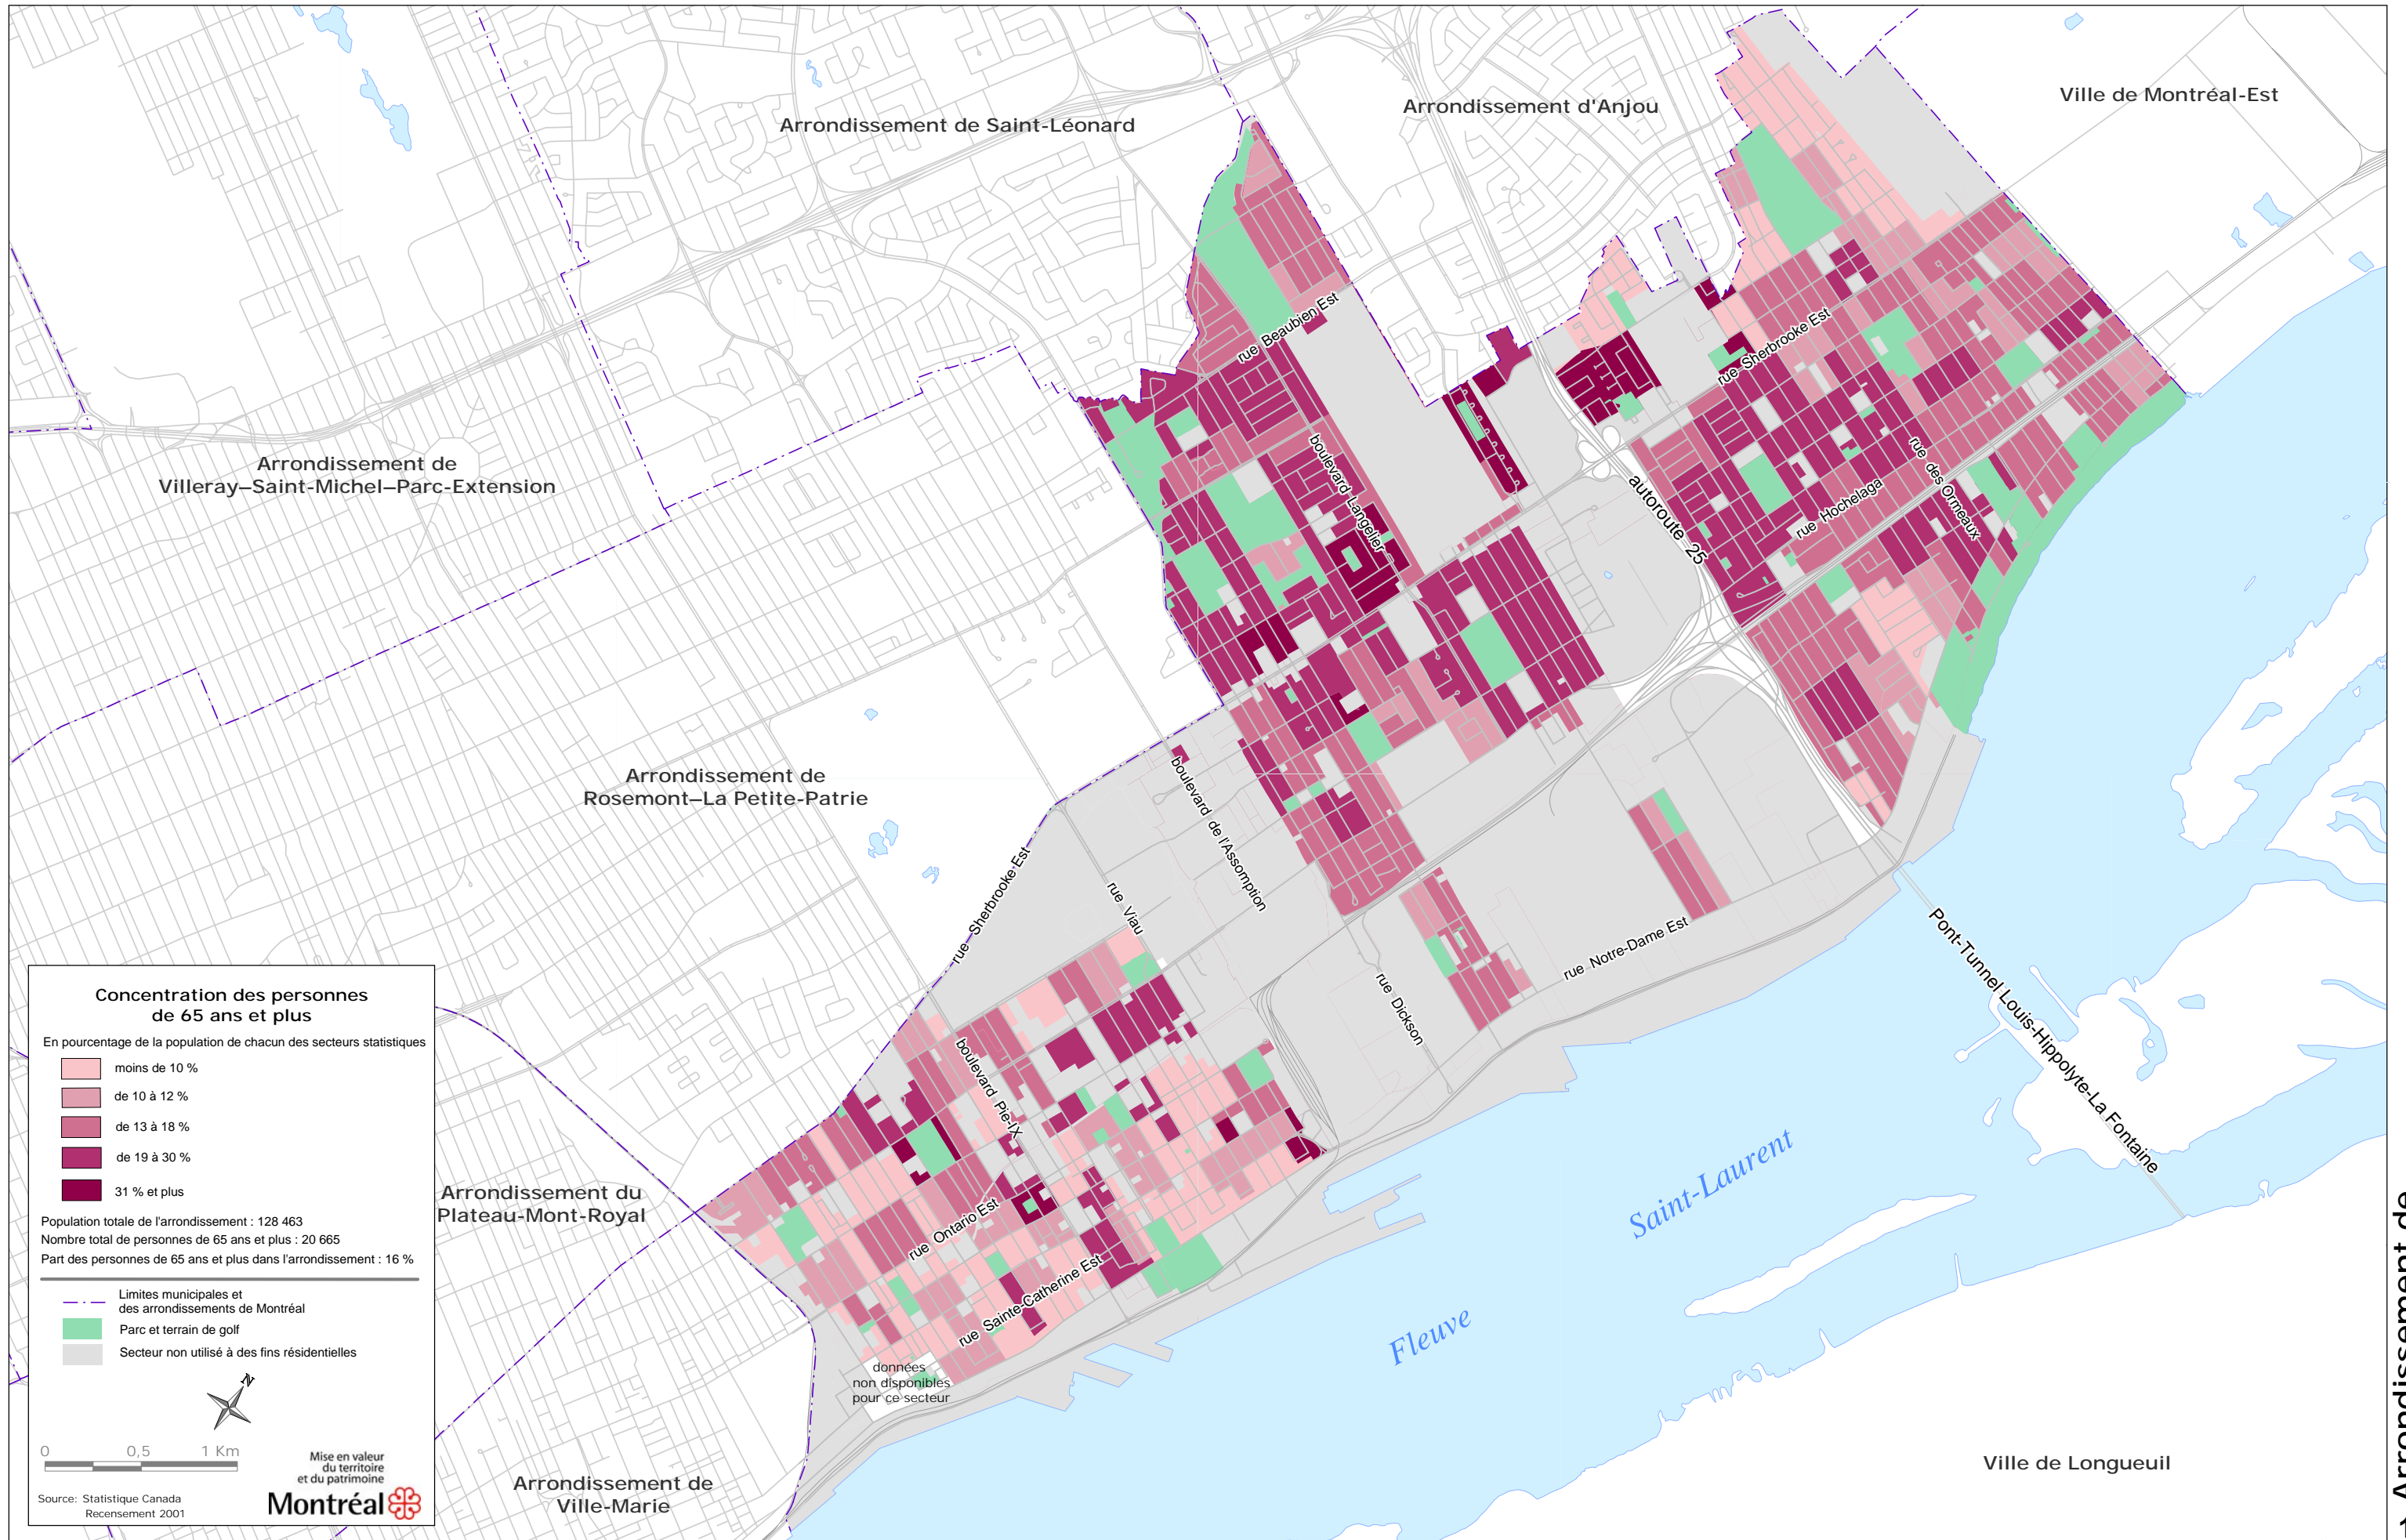 Arrondissement de Saint-Léonard
Arrondissement d'Anjou
Ville de Montréal-Est
Arrondissement de
Villeray–Saint-Michel–Parc-Extension
rue Beaubien Est
boulevard Langelier
rue Sherbrooke Est
autoroute 25
rue Hochelaga
rue des Ormeaux
Arrondissement de
Rosemont–La Petite-Patrie
rue Sherbrooke Est
boulevard de l'Assomption
rue Viau
rue Dickson
rue Notre-Dame Est
Pont-Tunnel Louis-Hippolyte-La Fontaine
boulevard Pie-IX
rue Ontario Est
rue Sainte-Catherine Est
Arrondissement du
Plateau-Mont-Royal
Fleuve
Saint-Laurent
données
non disponibles
pour ce secteur
Arrondissement de
Ville-Marie
Ville de Longueuil
Arrondissement de
Concentration des personnes
de 65 ans et plus
En pourcentage de la population de chacun des secteurs statistiques
moins de 10 %
de 10 à 12 %
de 13 à 18 %
de 19 à 30 %
31 % et plus
Population totale de l'arrondissement : 128 463
Nombre total de personnes de 65 ans et plus : 20 665
Part des personnes de 65 ans et plus dans l'arrondissement : 16 %
Limites municipales et
des arrondissements de Montréal
Parc et terrain de golf
Secteur non utilisé à des fins résidentielles
N
0 0,5 1 Km
Mise en valeur
du territoire
et du patrimoine
Montréal
Source: Statistique Canada
Recensement 2001